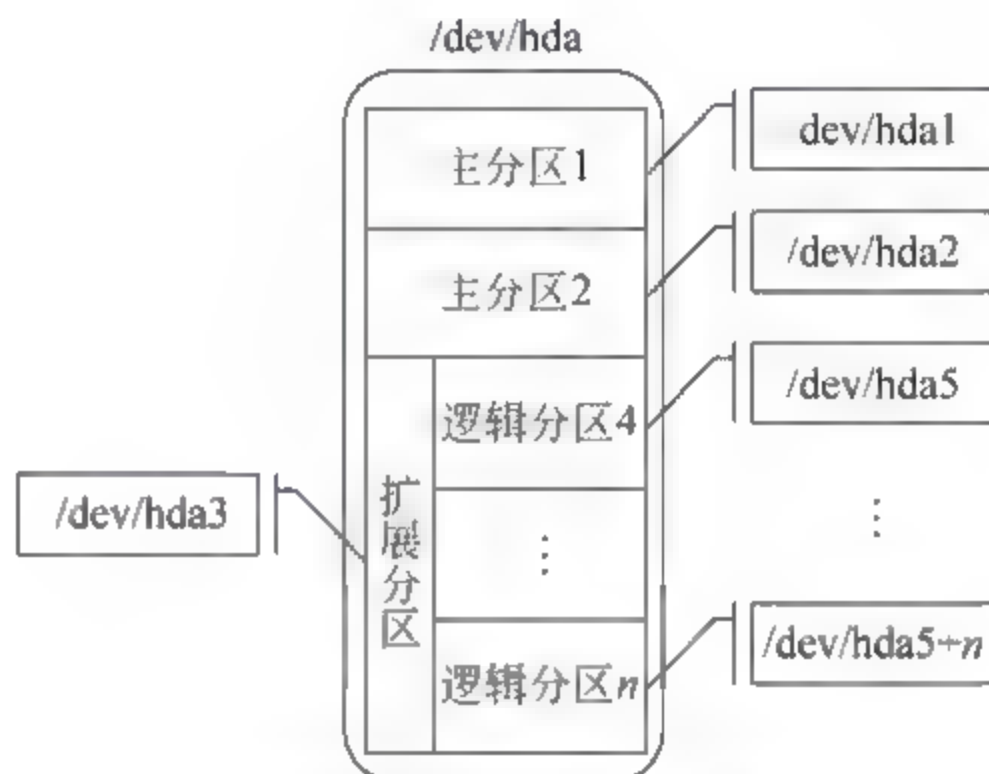 /dev/hda
主分区1
dev/hda1
主分区2
/dev/hda2
逻辑分区4
/dev/hda5
扩展分区
/dev/hda3
⋮
⋮
逻辑分区n
/dev/hda5+n